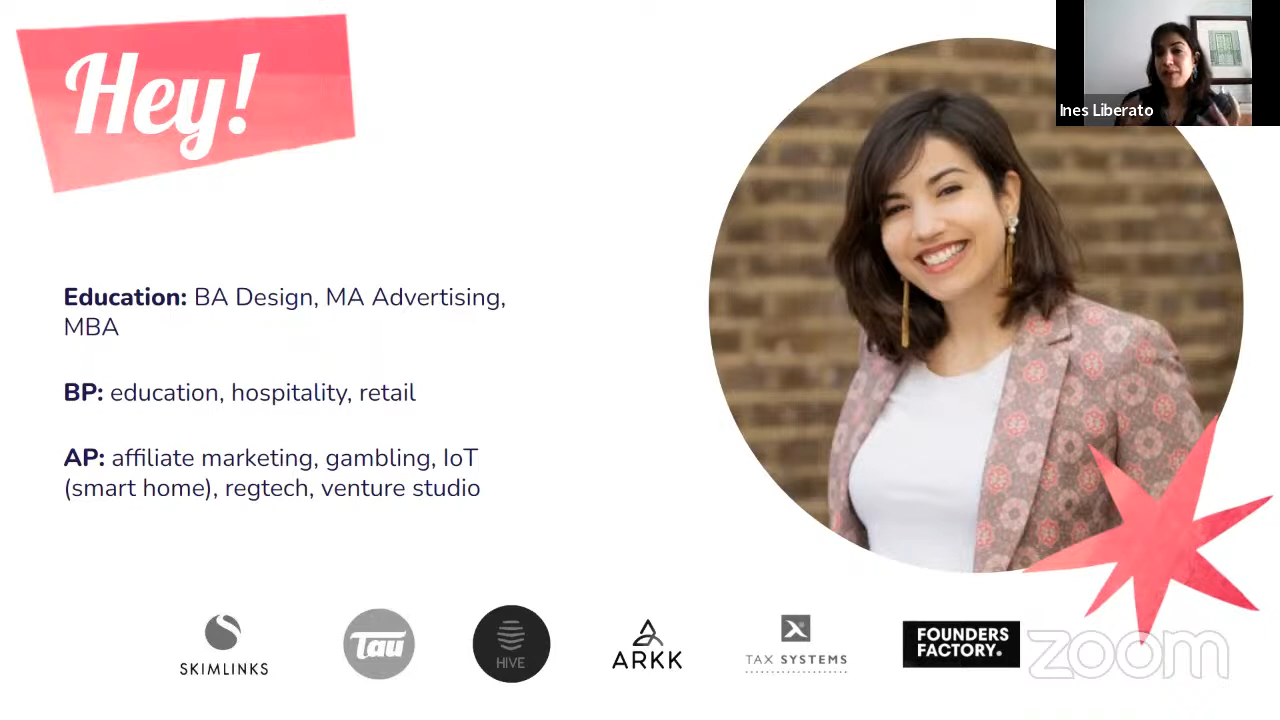 Hey!
Ines Liberato
Education: BA Design, MA Advertising,
MBA
BP: education, hospitality, retail
AP: affiliate marketing, gambling, IoT
(smart home), regtech, venture studio
SKIMLINKS
Tau
HIVE
ARKK
TAX SYSTEMS
FOUNDERS
FACTORY.
zoom